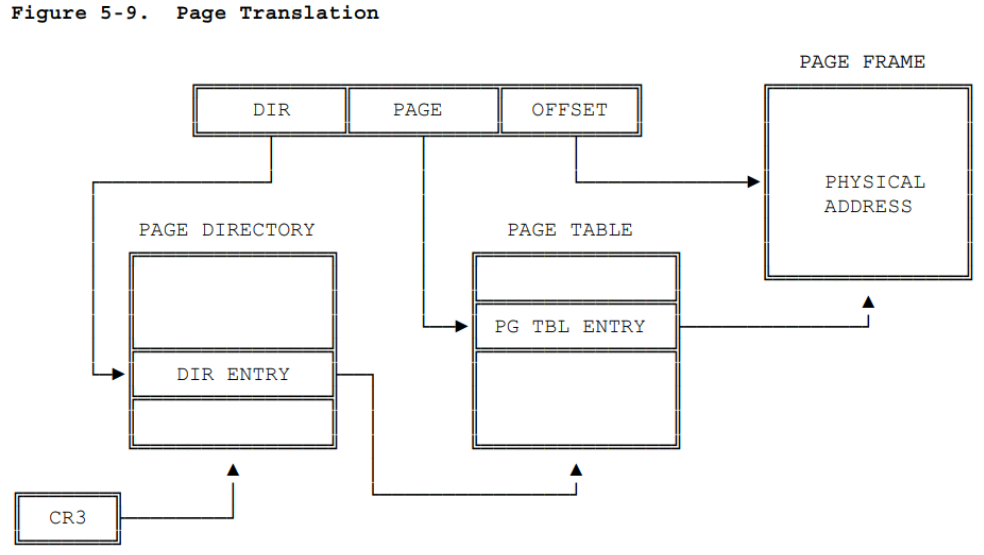 Figure 5-9.  Page Translation
PAGE FRAME
DIR
PAGE
OFFSET
PHYSICAL
ADDRESS
PAGE DIRECTORY
PAGE TABLE
PG TBL ENTRY
DIR ENTRY
CR3